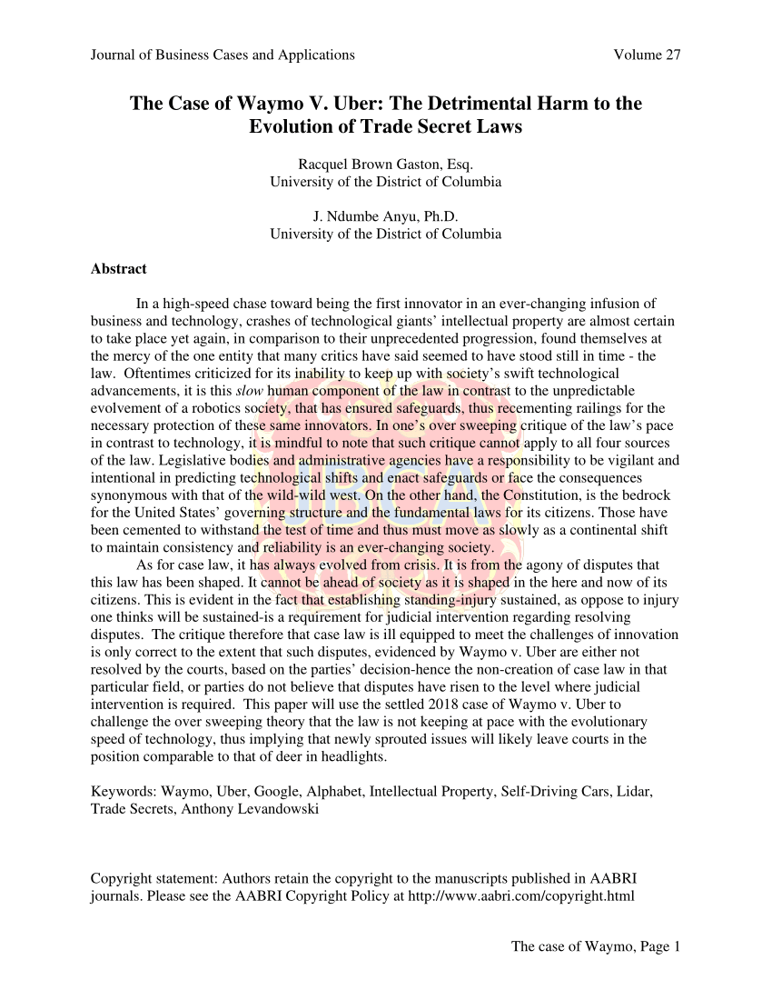 Journal of Business Cases and Applications Volume 27
The Case of Waymo V. Uber: The Detrimental Harm to the
Evolution of Trade Secret Laws
Racquel Brown Gaston, Esq.
University of the District of Columbia
J. Ndumbe Anyu, Ph.D.
University of the District of Columbia
Abstract
In a high-speed chase toward being the first innovator in an ever-changing infusion of
business and technology, crashes of technological giants’ intellectual property are almost certain
to take place yet again, in comparison to their unprecedented progression, found themselves at
the mercy of the one entity that many critics have said seemed to have stood still in time - the
law. Oftentimes criticized for its inability to keep up with society’s swift technological
advancements, it is this slow human component of the law in contrast to the unpredictable
evolvement of a robotics society, that has ensured safeguards, thus recementing railings for the
necessary protection of these same innovators. In one’s over sweeping critique of the law’s pace
in contrast to technology, it is mindful to note that such critique cannot apply to all four sources
of the law. Legislative bodies and administrative agencies have a responsibility to be vigilant and
intentional in predicting technological shifts and enact safeguards or face the consequences
synonymous with that of the wild-wild west. On the other hand, the Constitution, is the bedrock
for the United States’ governing structure and the fundamental laws for its citizens. Those have
been cemented to withstand the test of time and thus must move as slowly as a continental shift
to maintain consistency and reliability is an ever-changing society.
As for case law, it has always evolved from crisis. It is from the agony of disputes that
this law has been shaped. It cannot be ahead of society as it is shaped in the here and now of its
citizens. This is evident in the fact that establishing standing-injury sustained, as oppose to injury
one thinks will be sustained-is a requirement for judicial intervention regarding resolving
disputes. The critique therefore that case law is ill equipped to meet the challenges of innovation
is only correct to the extent that such disputes, evidenced by Waymo v. Uber are either not
resolved by the courts, based on the parties’ decision-hence the non-creation of case law in that
particular field, or parties do not believe that disputes have risen to the level where judicial
intervention is required. This paper will use the settled 2018 case of Waymo v. Uber to
challenge the over sweeping theory that the law is not keeping at pace with the evolutionary
speed of technology, thus implying that newly sprouted issues will likely leave courts in the
position comparable to that of deer in headlights.
Keywords: Waymo, Uber, Google, Alphabet, Intellectual Property, Self-Driving Cars, Lidar,
Trade Secrets, Anthony Levandowski
Copyright statement: Authors retain the copyright to the manuscripts published in AABRI
journals. Please see the AABRI Copyright Policy at http://www.aabri.com/copyright.html
The case of Waymo, Page 1
JBCA